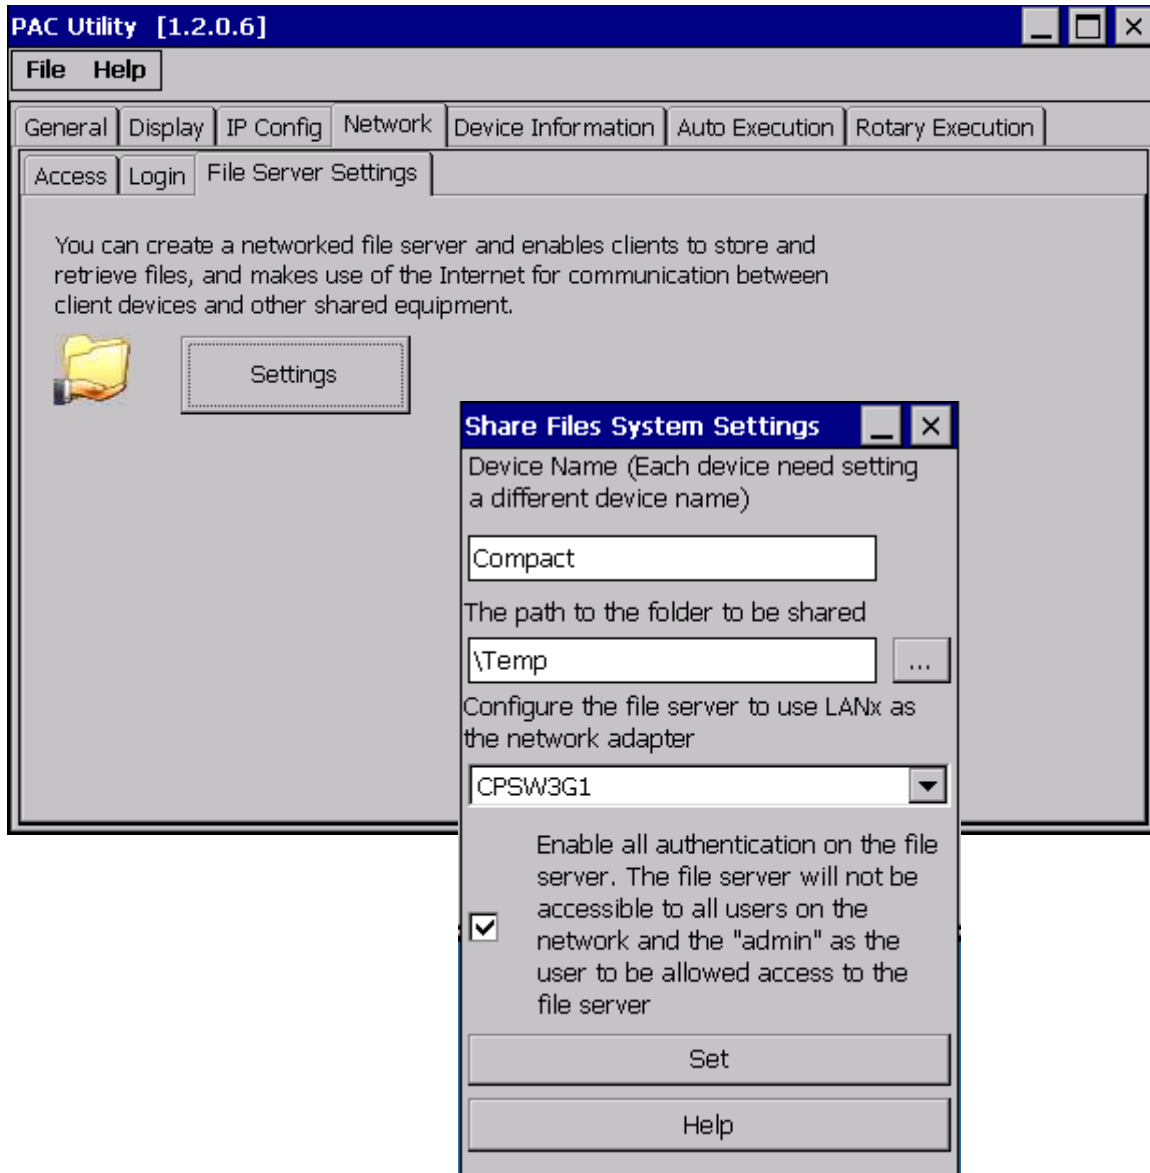 PAC Utility [1.2.0.6]
File Help
General Display IP Config Network Device Information Auto Execution Rotary Execution
Access Login File Server Settings
You can create a networked file server and enables clients to store and
retrieve files, and makes use of the Internet for communication between
client devices and other shared equipment.
Settings
Share Files System Settings
Device Name (Each device need setting
a different device name)
Compact
The path to the folder to be shared
\Temp
...
Configure the file server to use LANx as
the network adapter
CPSW3G1
Enable all authentication on the file
server. The file server will not be
accessible to all users on the
network and the "admin" as the
user to be allowed access to the
file server
Set
Help